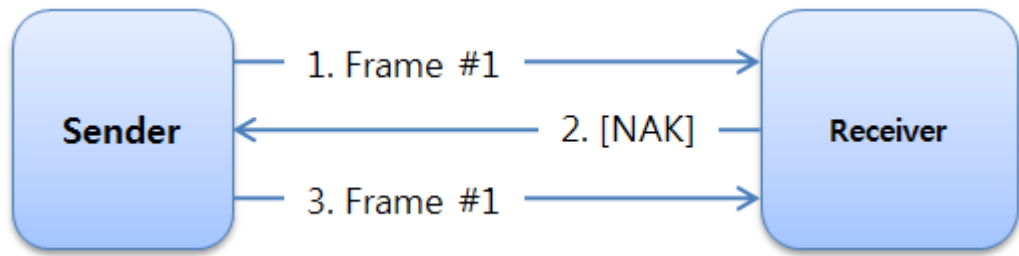 Sender
1. Frame #1
2. [NAK]
3. Frame #1
Receiver